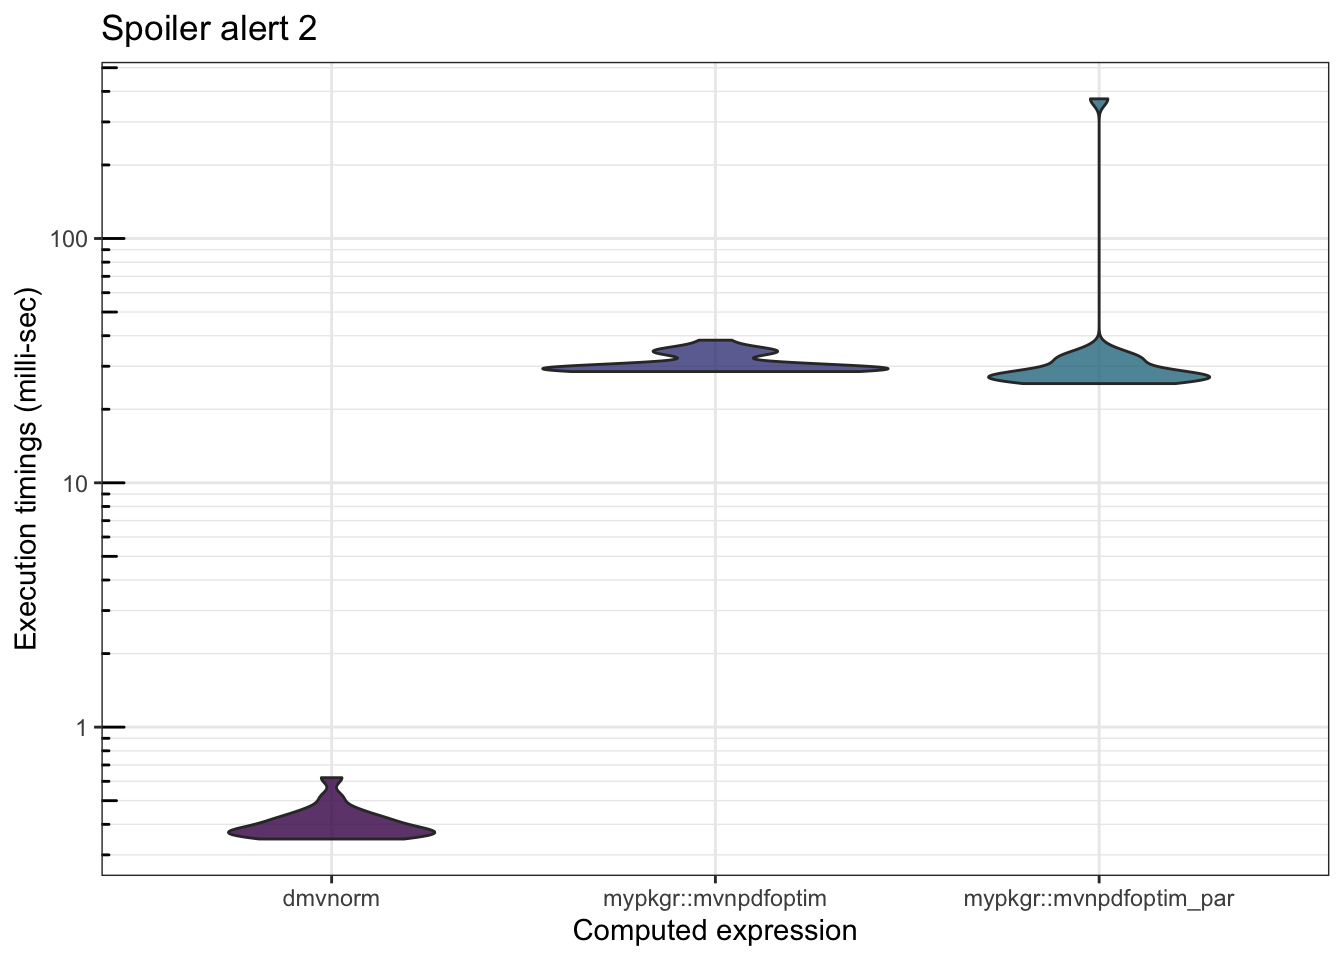 Spoiler alert 2
Execution timings (milli-sec)
100
10
1
dmvnorm
mypkgr::mvnpdfoptim
mypkgr::mvnpdfoptim_par
Computed expression